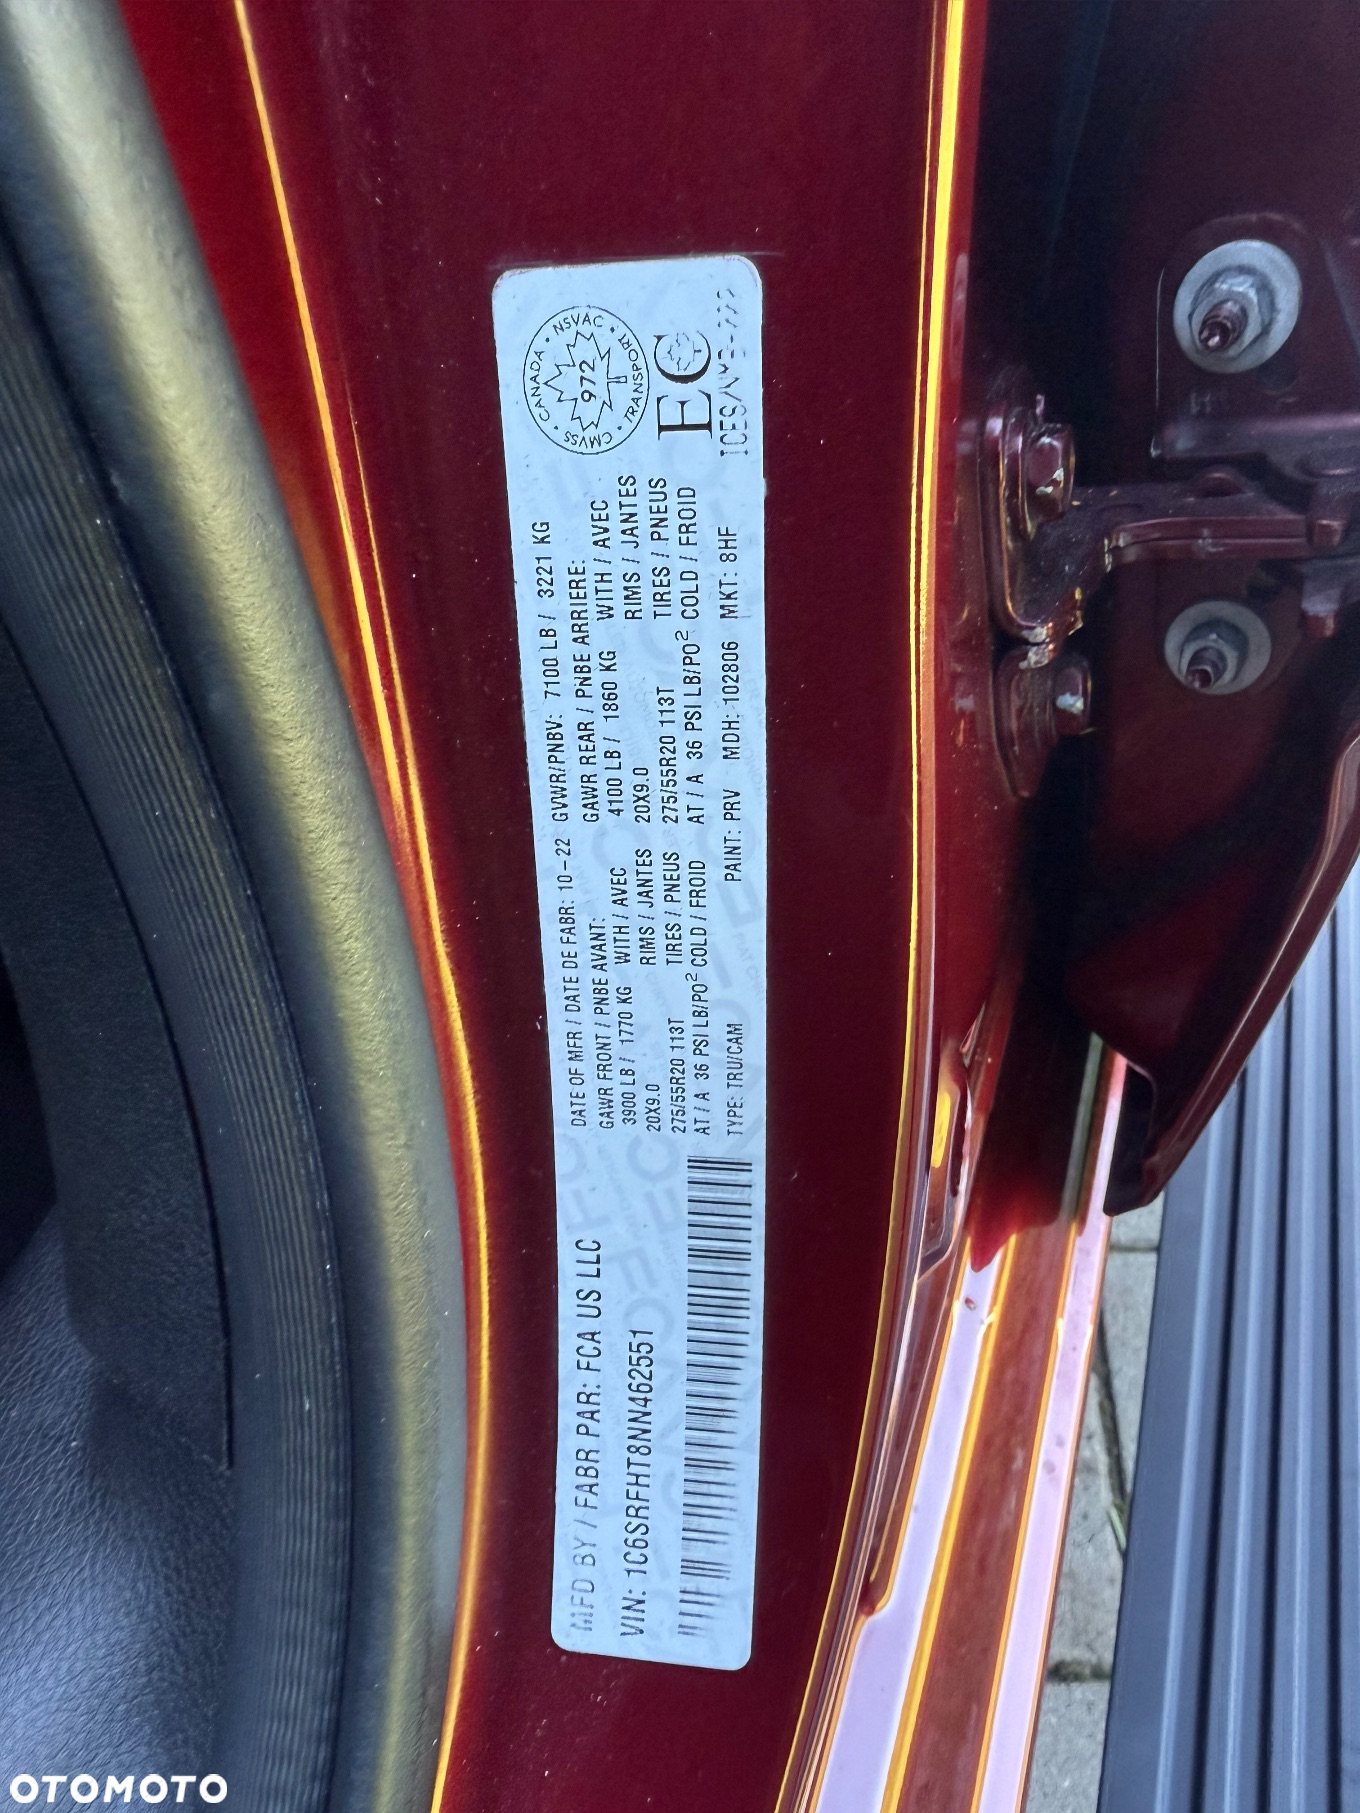 MFD BY / FABR PAR: FCA US LLC
VIN: 1C6SRFHT8NN462551
DATE OF MFR / DATE DE FABR: 10-22
GAWR FRONT / PNBE AVANT:
3900 LB / 1770 KG WITH / AVEC
20X9.0 RIMS / JANTES
275/55R20 113T TIRES / PNEUS
AT / A 36 PSI LB/PO² COLD / FROID
GVWR/PNBV: 7100 LB / 3221 KG
GAWR REAR / PNBE ARRIERE:
4100 LB / 1860 KG WITH / AVEC
20X9.0 RIMS / JANTES
275/55R20 113T TIRES / PNEUS
AT / A 36 PSI LB/PO² COLD / FROID
TYPE: TRU/CAM PAINT: PRV MDH: 102806 MKT: 8HF
CANADA · NSVAC · TRANSPORT · CMVSS ·
972
EC
OTOMOTO